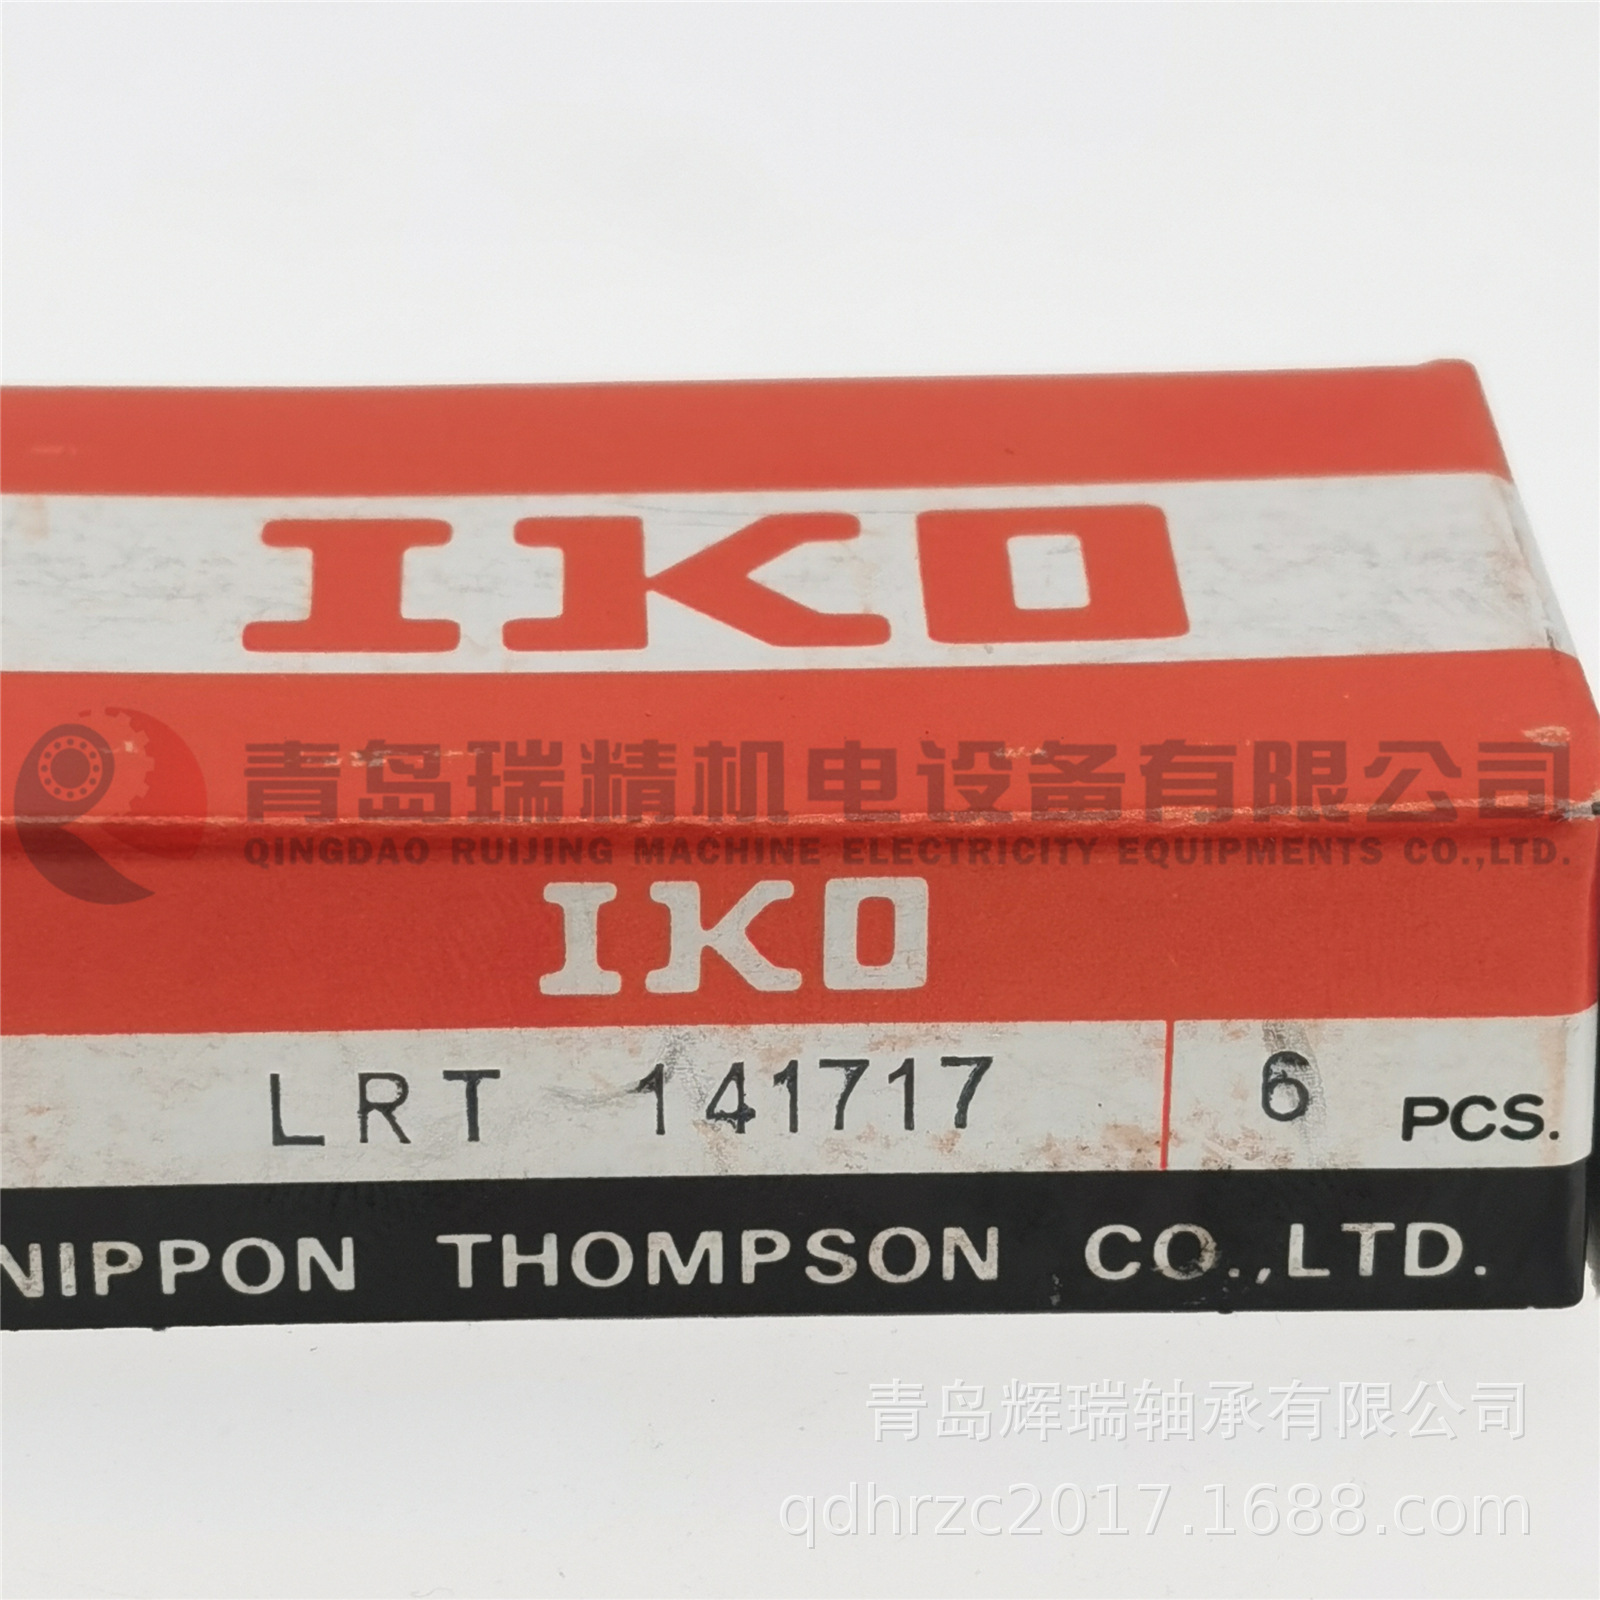 IKO
青岛瑞精机电设备有限公司
QINGDAO RUIJING MACHINE ELECTRICITY EQUIPMENTS CO.,LTD.
IKO
LRT 141717 6 PCS.
NIPPON THOMPSON CO.,LTD.
青岛辉瑞轴承有限公司
qdhrzc2017.1688.com